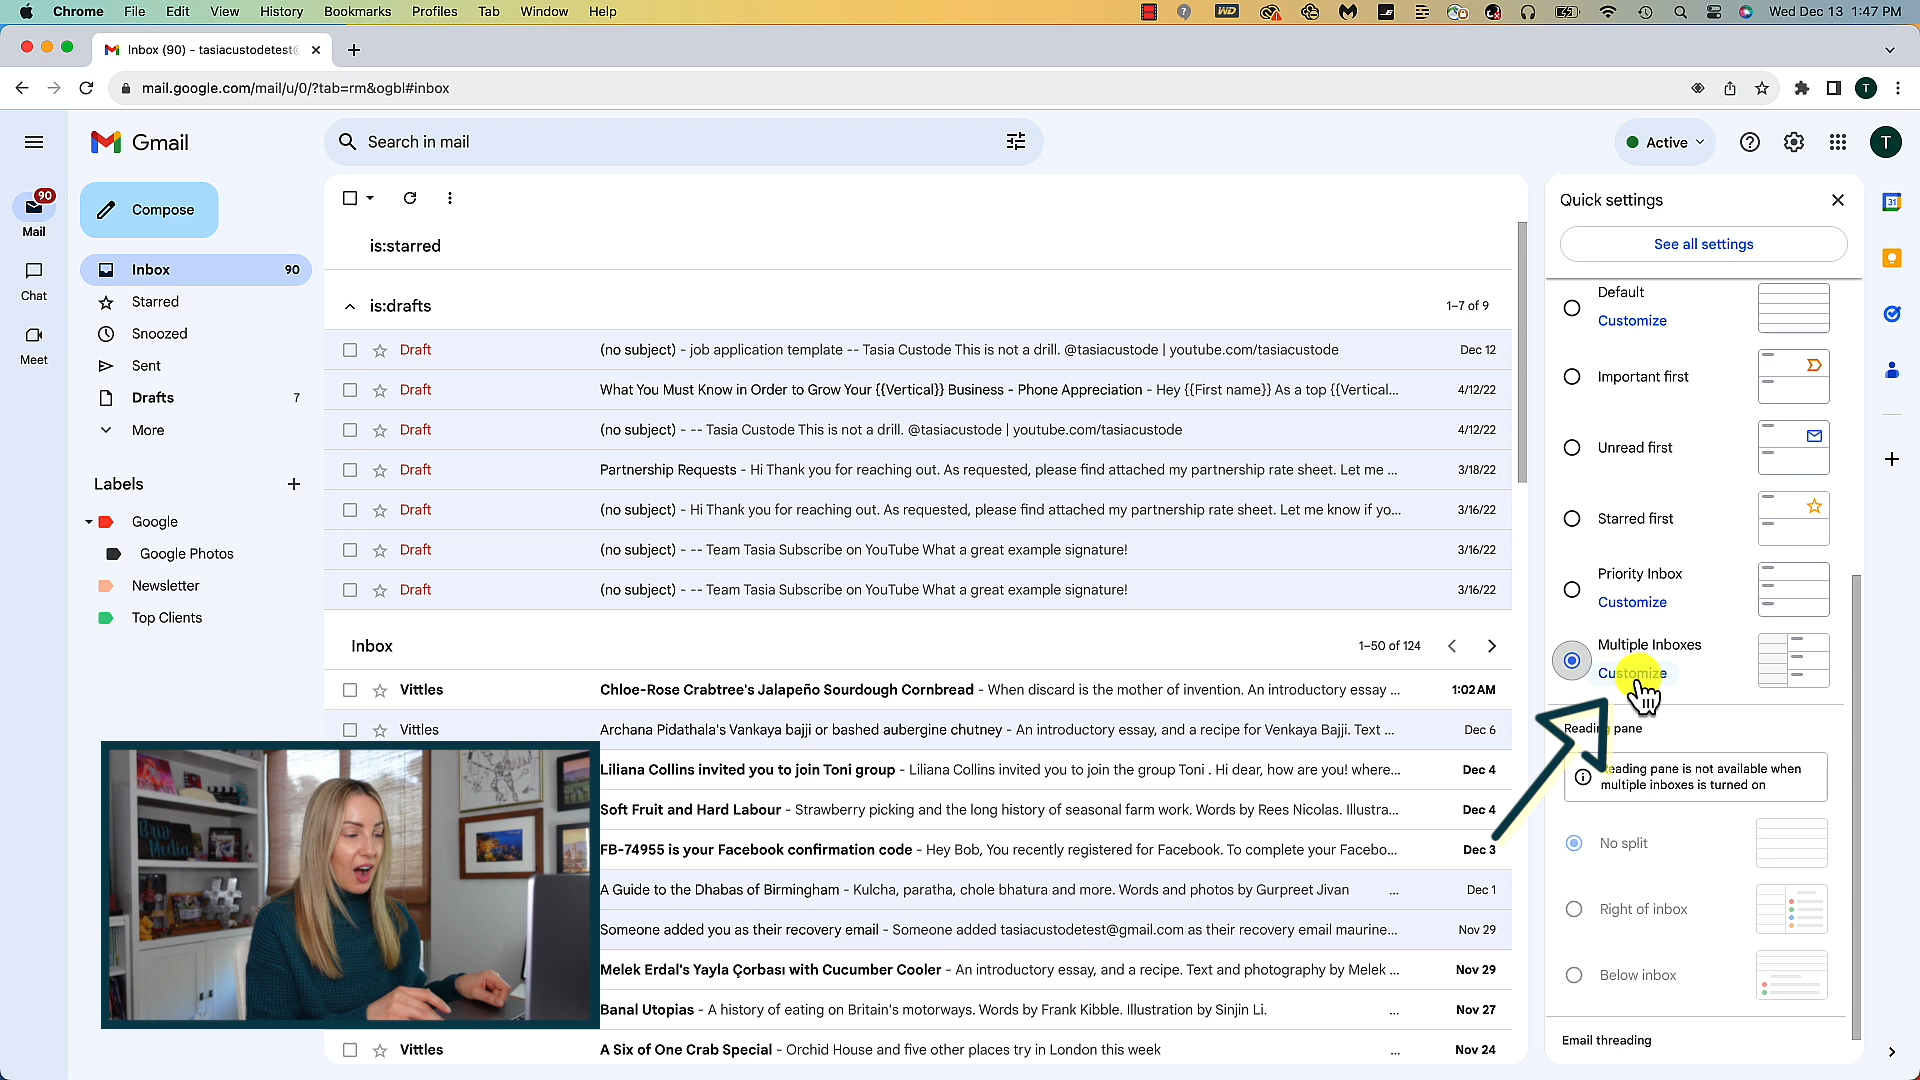 Chrome File Edit View History Bookmarks Profiles Tab Window Help WD Wed Dec 13 1:47 PM
Inbox (90) - tasiacustodetest@
mail.google.com/mail/u/0/?tab=rm&ogbl#inbox T
Gmail Search in mail Active T
90
Mail
Chat
Meet
Compose
Inbox 90
Starred
Snoozed
Sent
Drafts 7
More
Labels
Google
Google Photos
Newsletter
Top Clients
is:starred
is:drafts 1–7 of 9
Draft (no subject) - job application template -- Tasia Custode This is not a drill. @tasiacustode | youtube.com/tasiacustode Dec 12
Draft What You Must Know in Order to Grow Your {{Vertical}} Business - Phone Appreciation - Hey {{First name}} As a top {{Vertical... 4/12/22
Draft (no subject) - -- Tasia Custode This is not a drill. @tasiacustode | youtube.com/tasiacustode 4/12/22
Draft Partnership Requests - Hi Thank you for reaching out. As requested, please find attached my partnership rate sheet. Let me ... 3/18/22
Draft (no subject) - Hi Thank you for reaching out. As requested, please find attached my partnership rate sheet. Let me know if yo... 3/16/22
Draft (no subject) - -- Team Tasia Subscribe on YouTube What a great example signature! 3/16/22
Draft (no subject) - -- Team Tasia Subscribe on YouTube What a great example signature! 3/16/22
Inbox 1–50 of 124
Vittles Chloe-Rose Crabtree's Jalapeño Sourdough Cornbread - When discard is the mother of invention. An introductory essay ... 1:02 AM
Vittles Archana Pidathala's Vankaya bajji or bashed aubergine chutney - An introductory essay, and a recipe for Venkaya Bajji. Text ... Dec 6
Liliana Collins invited you to join Toni group - Liliana Collins invited you to join the group Toni . Hi dear, how are you! where... Dec 4
Soft Fruit and Hard Labour - Strawberry picking and the long history of seasonal farm work. Words by Rees Nicolas. Illustra... Dec 4
FB-74955 is your Facebook confirmation code - Hey Bob, You recently registered for Facebook. To complete your Facebo... Dec 3
A Guide to the Dhabas of Birmingham - Kulcha, paratha, chole bhatura and more. Words and photos by Gurpreet Jivan ... Dec 1
Someone added you as their recovery email - Someone added tasiacustodetest@gmail.com as their recovery email maurine... Nov 29
Melek Erdal's Yayla Çorbası with Cucumber Cooler - An introductory essay, and a recipe. Text and photography by Melek ... Nov 29
Banal Utopias - A history of eating on Britain's motorways. Words by Frank Kibble. Illustration by Sinjin Li. ... Nov 27
Vittles A Six of One Crab Special - Orchid House and five other places try in London this week ... Nov 24
Brio
Media
Quick settings
See all settings
Default
Customize
Important first
Unread first
Starred first
Priority Inbox
Customize
Multiple Inboxes
Customize
Reading pane
Reading pane is not available when
multiple inboxes is turned on
No split
Right of inbox
Below inbox
Email threading
31